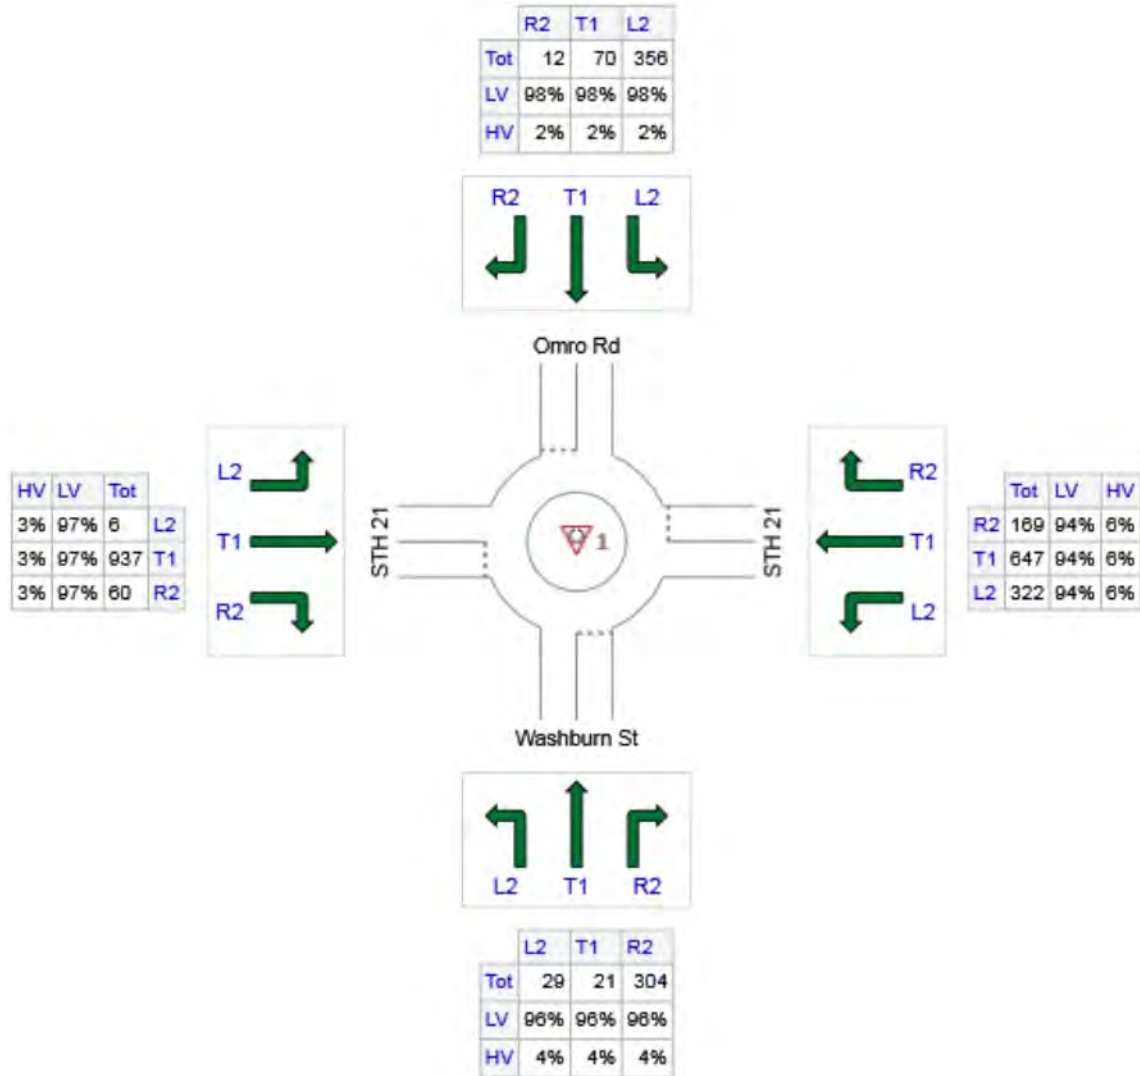 R2 T1 L2
Tot 12 70 356
LV 98% 98% 98%
HV 2% 2% 2%
R2 T1 L2
Omro Rd
HV LV Tot
3% 97% 6 L2
3% 97% 937 T1
3% 97% 60 R2
L2
T1
R2
STH 21
1
STH 21
R2
T1
L2
Tot LV HV
R2 169 94% 6%
T1 647 94% 6%
L2 322 94% 6%
Washburn St
L2 T1 R2
L2 T1 R2
Tot 29 21 304
LV 96% 96% 96%
HV 4% 4% 4%